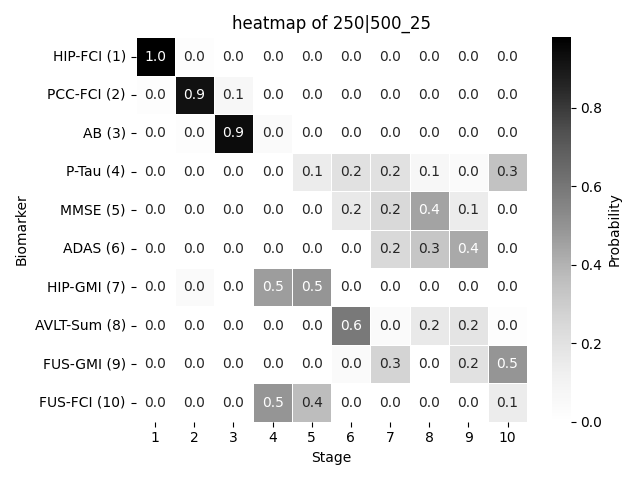 heatmap of 250|500_25
HIP-FCI (1) 1.0 0.0 0.0 0.0 0.0 0.0 0.0 0.0 0.0 0.0
PCC-FCI (2) 0.0 0.9 0.1 0.0 0.0 0.0 0.0 0.0 0.0 0.0
AB (3) 0.0 0.0 0.9 0.0 0.0 0.0 0.0 0.0 0.0 0.0
P-Tau (4) 0.0 0.0 0.0 0.0 0.1 0.2 0.2 0.1 0.0 0.3
MMSE (5) 0.0 0.0 0.0 0.0 0.0 0.2 0.2 0.4 0.1 0.0
ADAS (6) 0.0 0.0 0.0 0.0 0.0 0.0 0.2 0.3 0.4 0.0
HIP-GMI (7) 0.0 0.0 0.0 0.5 0.5 0.0 0.0 0.0 0.0 0.0
AVLT-Sum (8) 0.0 0.0 0.0 0.0 0.0 0.6 0.0 0.2 0.2 0.0
FUS-GMI (9) 0.0 0.0 0.0 0.0 0.0 0.0 0.3 0.0 0.2 0.5
FUS-FCI (10) 0.0 0.0 0.0 0.5 0.4 0.0 0.0 0.0 0.0 0.1
1 2 3 4 5 6 7 8 9 10
Stage
Biomarker
0.8
0.6
0.4
0.2
0.0
Probability